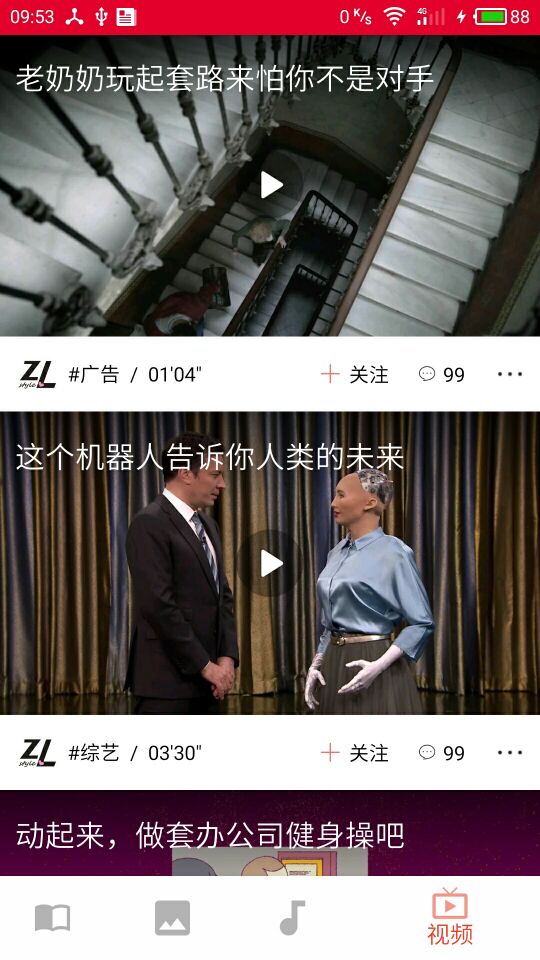 09:53 0 K/s 4G 88
老奶奶玩起套路来怕你不是对手
ZL style #广告 / 01'04" 关注 99
这个机器人告诉你人类的未来
ZL style #综艺 / 03'30" 关注 99
动起来，做套办公司健身操吧
视频